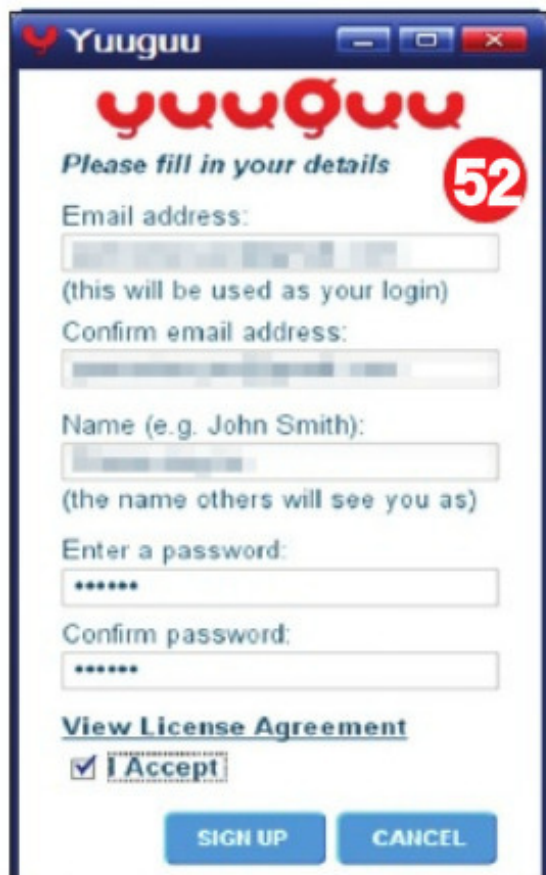 Yuuguu
yuuguu
Please fill in your details
52
Email address:
(this will be used as your login)
Confirm email address:
Name (e.g. John Smith):
(the name others will see you as)
Enter a password:
••••••
Confirm password:
••••••
View License Agreement
I Accept
SIGN UP CANCEL